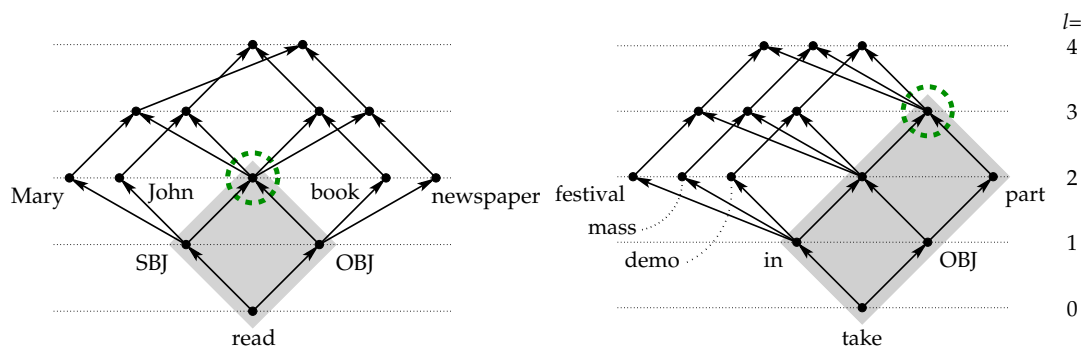 l=
4
3
Mary
John
book
newspaper
festival
part
2
mass
SBJ
OBJ
demo
in
OBJ
1
0
read
take